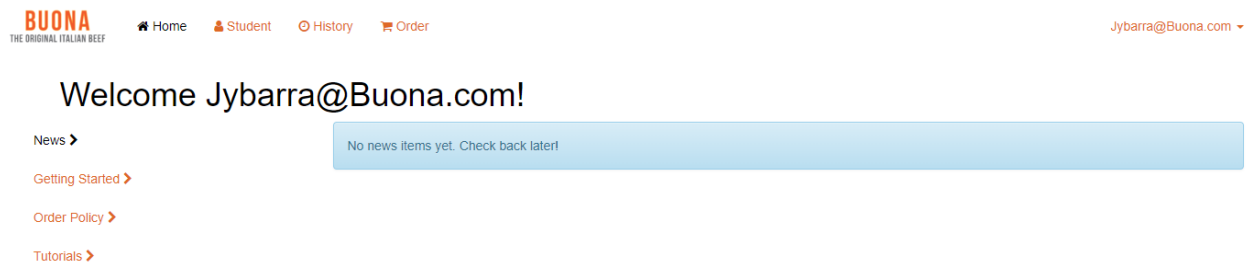 BUONA
THE ORIGINAL ITALIAN BEEF
Home
Student
History
Order
Jybarra@Buona.com
Welcome Jybarra@Buona.com!
News
No news items yet. Check back later!
Getting Started
Order Policy
Tutorials